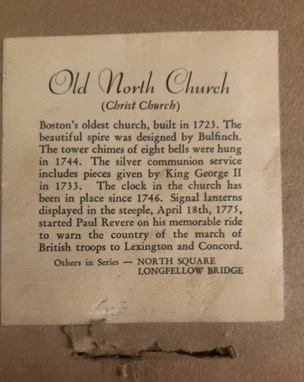 Old North Church
(Christ Church)
Boston's oldest church, built in 1723. The
beautiful spire was designed by Bulfinch.
The tower chimes of eight bells were hung
in 1744. The silver communion service
includes pieces given by King George II
in 1733. The clock in the church has
been in place since 1746. Signal lanterns
displayed in the steeple, April 18th, 1775,
started Paul Revere on his memorable ride
to warn the country of the march of
British troops to Lexington and Concord.
Others in Series — NORTH SQUARE
LONGFELLOW BRIDGE